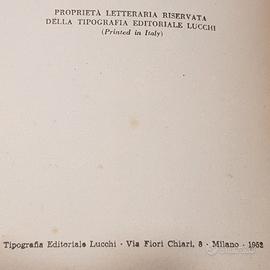 PROPRIETÀ LETTERARIA RISERVATA
DELLA TIPOGRAFIA EDITORIALE LUCCHI
(Printed in Italy)
Tipografia Editoriale Lucchi - Via Fiori Chiari, 8 - Milano - 1952
subito